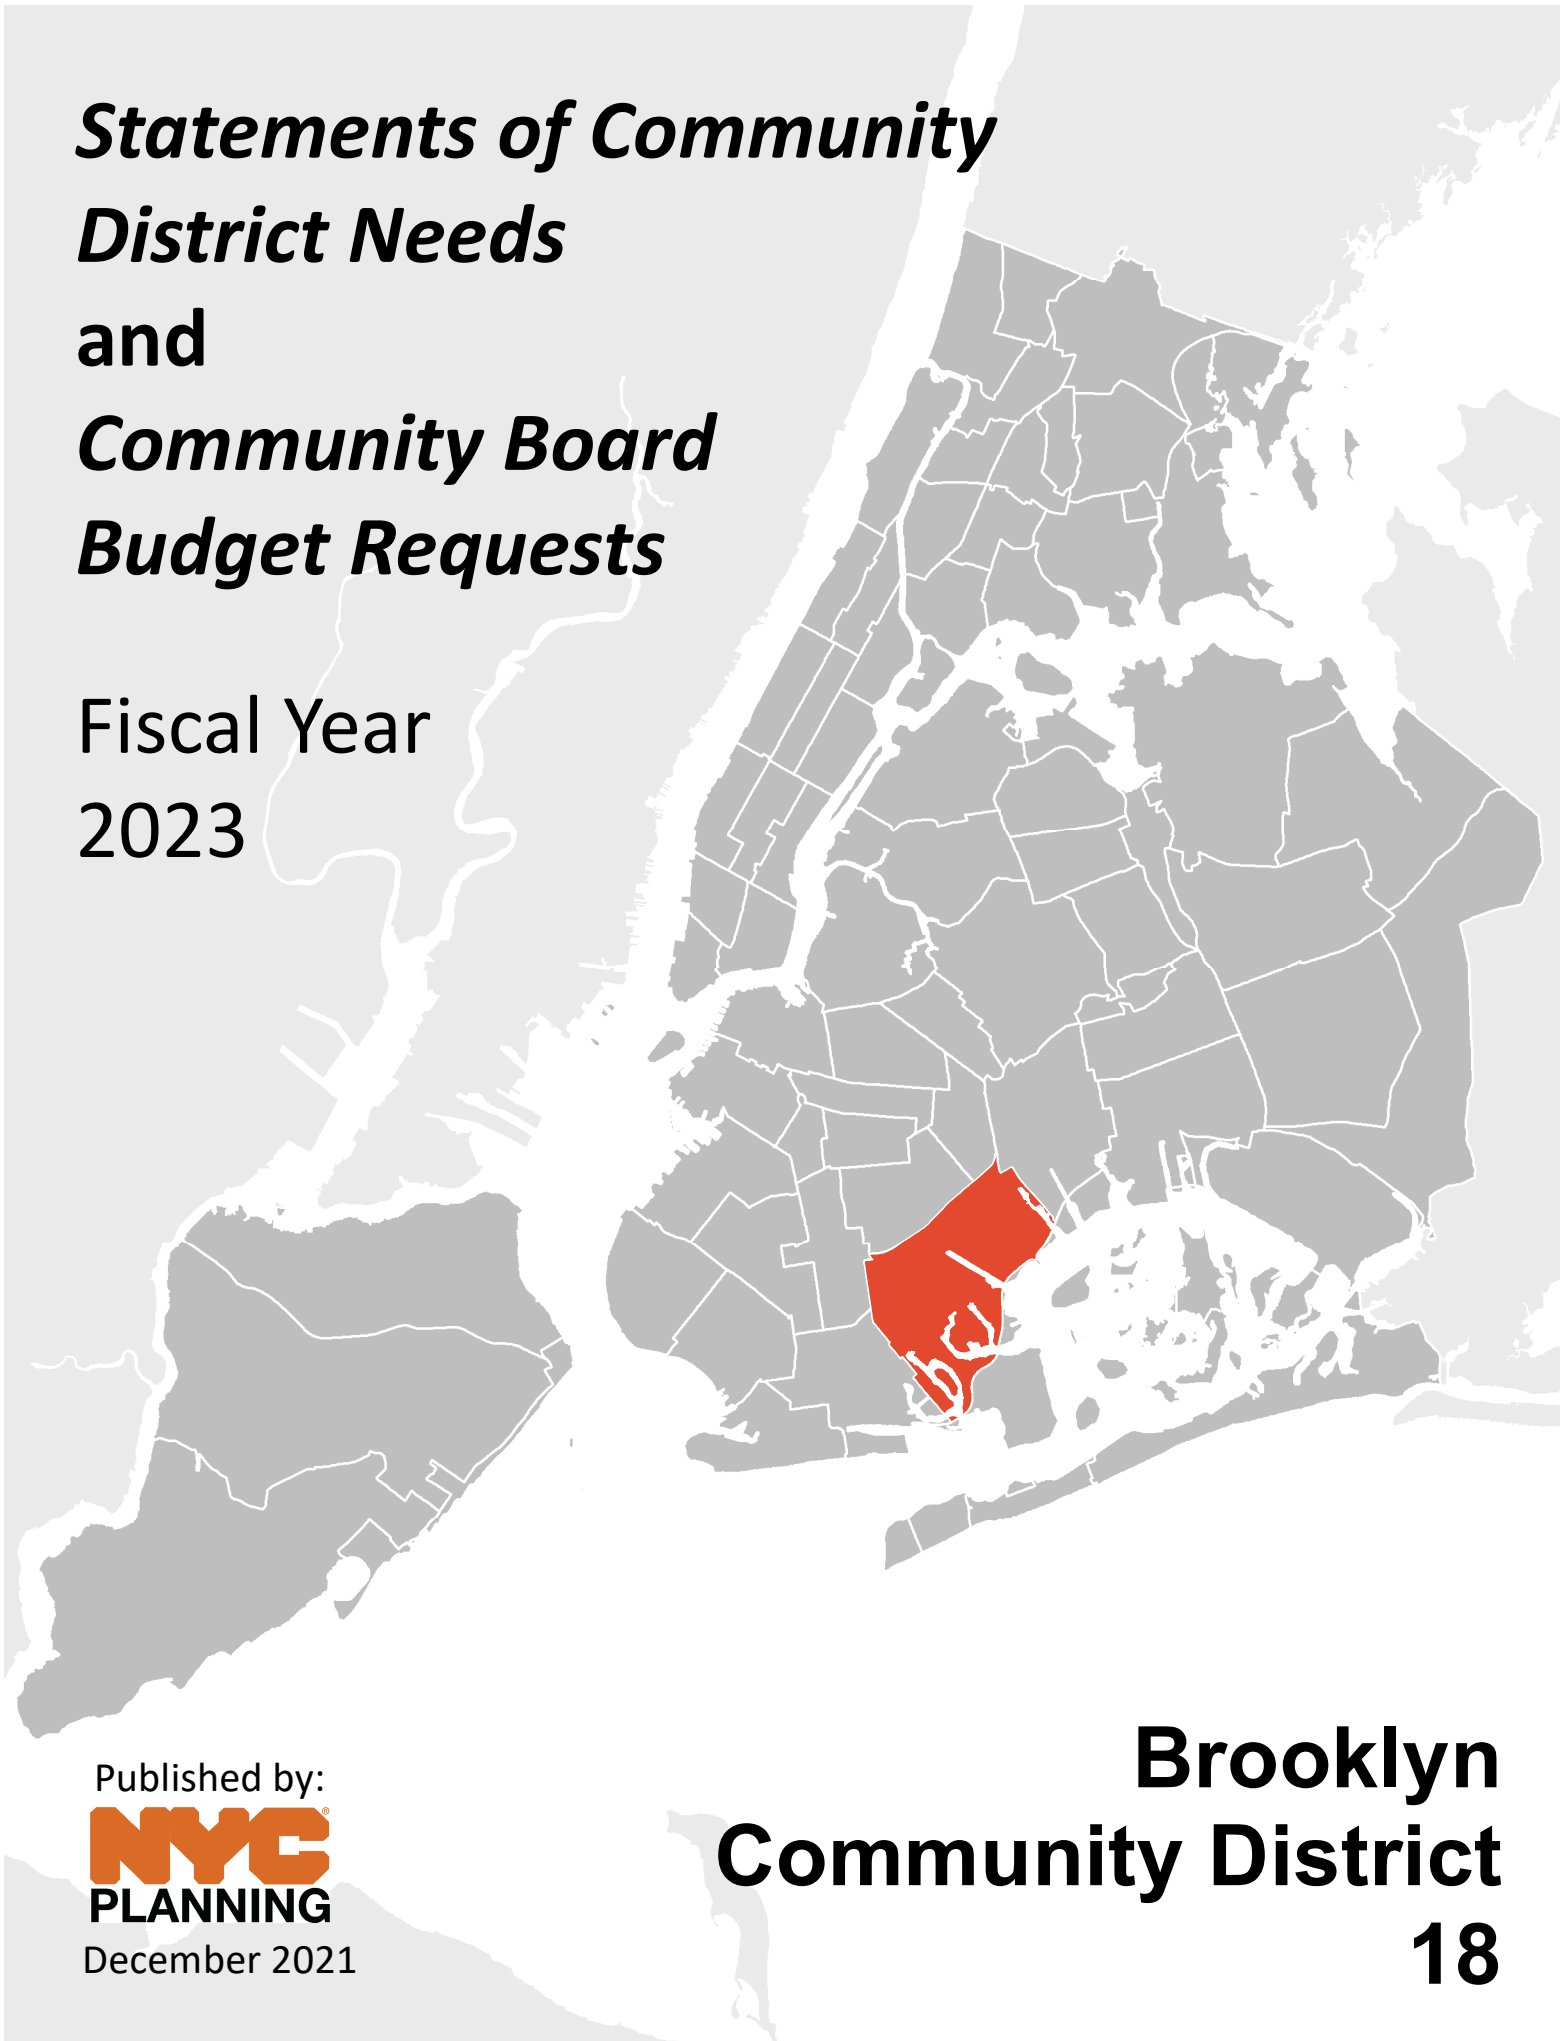 Statements of Community
District Needs
and
Community Board
Budget Requests
Fiscal Year
2023
Published by:
NYC®
PLANNING
December 2021
Brooklyn
Community District
18